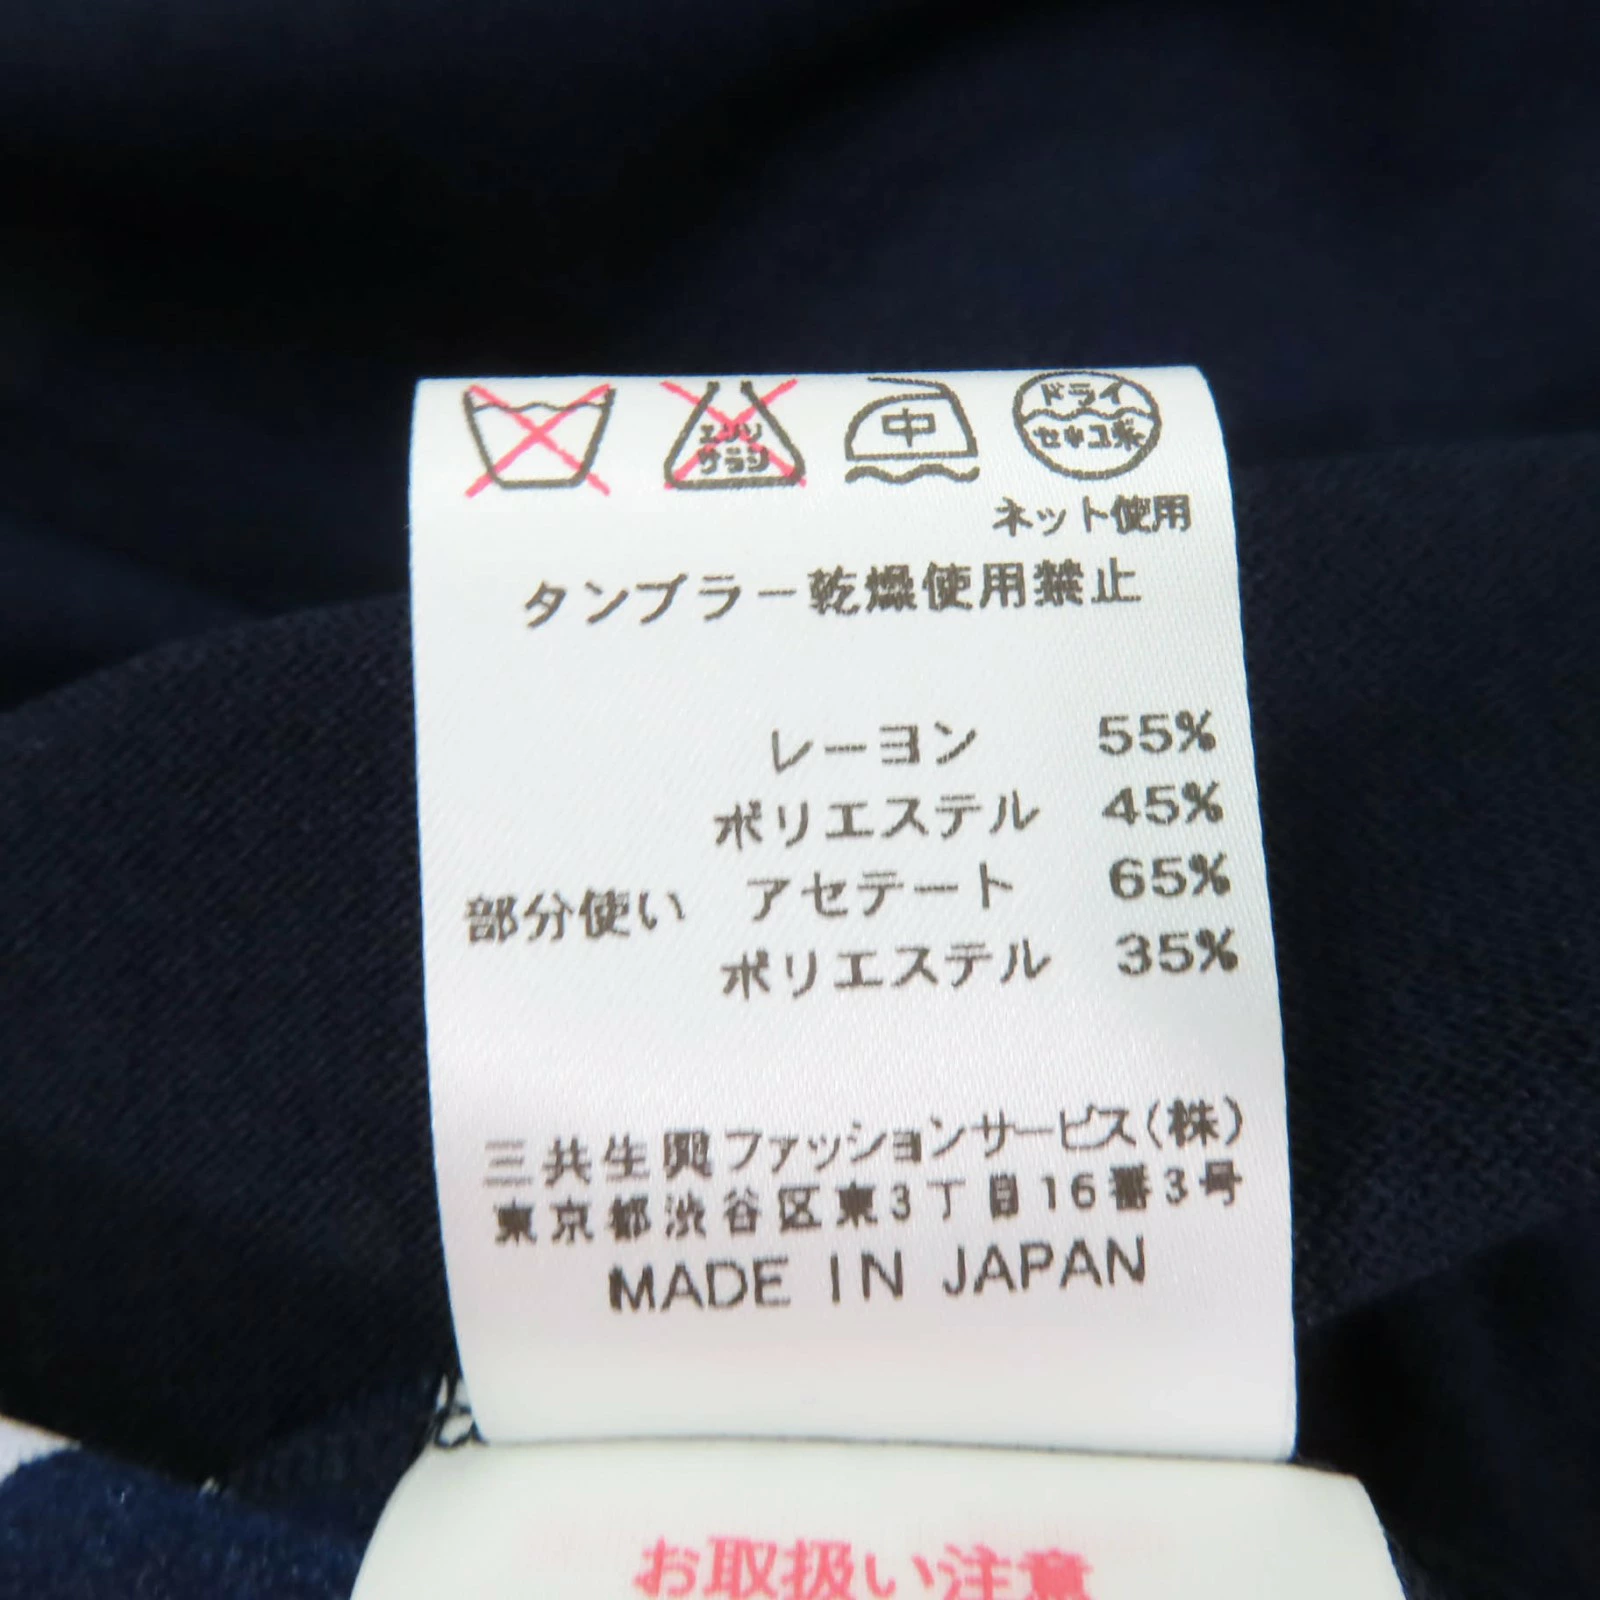 エンソ
サラシ
中
ドライ
セキユ系
ネット使用
タンブラー乾燥使用禁止
レーヨン 55%
ポリエステル 45%
部分使い アセテート 65%
ポリエステル 35%
三共生興ファッションサービス(株)
東京都渋谷区東3丁目16番3号
MADE IN JAPAN
お取扱い注意